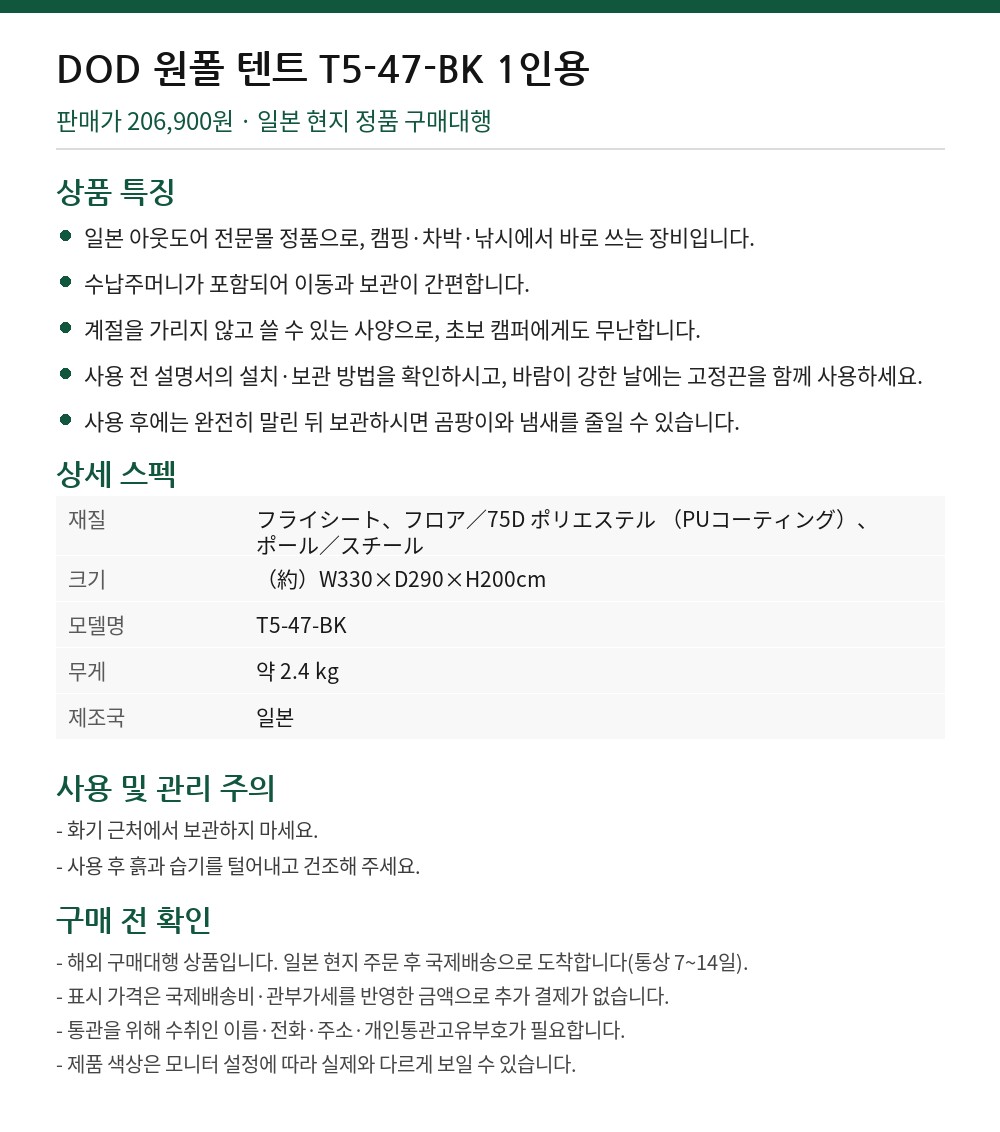 DOD 원폴 텐트 T5-47-BK 1인용
판매가 206,900원 · 일본 현지 정품 구매대행
상품 특징
● 일본 아웃도어 전문몰 정품으로, 캠핑·차박·낚시에서 바로 쓰는 장비입니다.
● 수납주머니가 포함되어 이동과 보관이 간편합니다.
● 계절을 가리지 않고 쓸 수 있는 사양으로, 초보 캠퍼에게도 무난합니다.
● 사용 전 설명서의 설치·보관 방법을 확인하시고, 바람이 강한 날에는 고정끈을 함께 사용하세요.
● 사용 후에는 완전히 말린 뒤 보관하시면 곰팡이와 냄새를 줄일 수 있습니다.
상세 스펙
재질 フライシート、フロア／75D ポリエステル （PUコーティング）、
ポール／スチール
크기 （約）W330×D290×H200cm
모델명 T5-47-BK
무게 약 2.4 kg
제조국 일본
사용 및 관리 주의
- 화기 근처에서 보관하지 마세요.
- 사용 후 흙과 습기를 털어내고 건조해 주세요.
구매 전 확인
- 해외 구매대행 상품입니다. 일본 현지 주문 후 국제배송으로 도착합니다(통상 7~14일).
- 표시 가격은 국제배송비·관부가세를 반영한 금액으로 추가 결제가 없습니다.
- 통관을 위해 수취인 이름·전화·주소·개인통관고유부호가 필요합니다.
- 제품 색상은 모니터 설정에 따라 실제와 다르게 보일 수 있습니다.